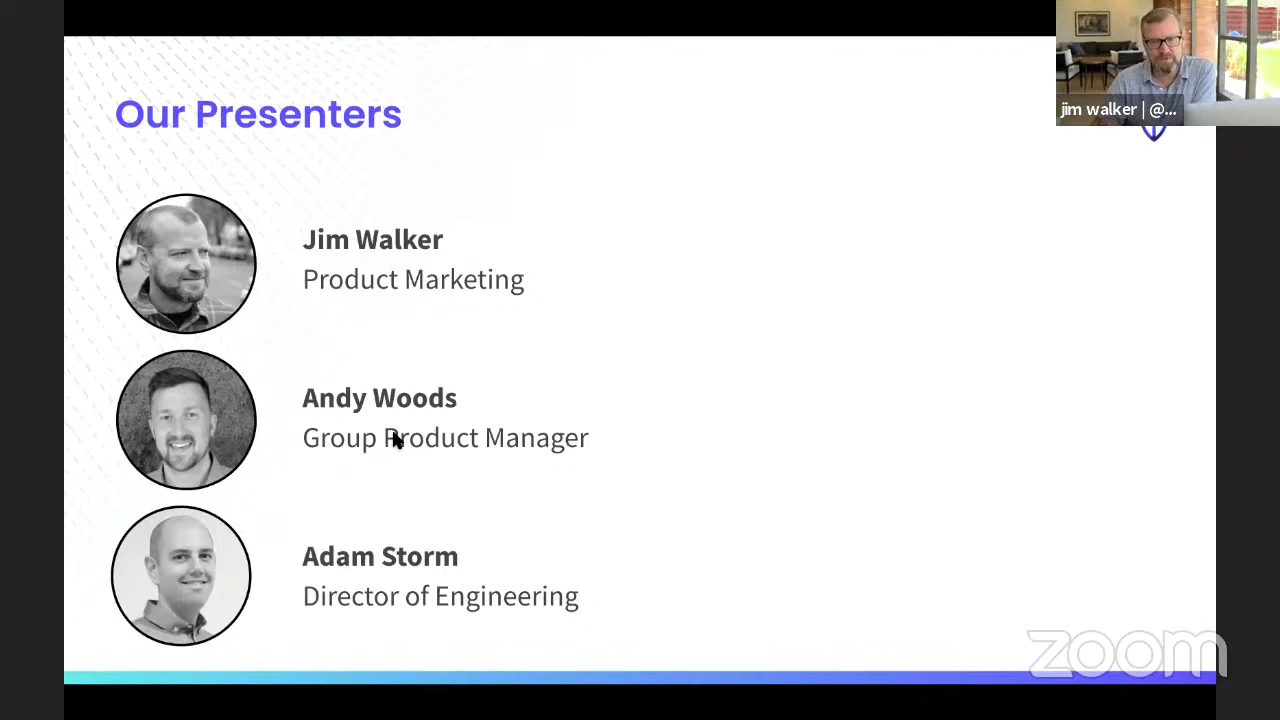 Our Presenters
jim walker | @...
Jim Walker
Product Marketing
Andy Woods
Group Product Manager
Adam Storm
Director of Engineering
zoom